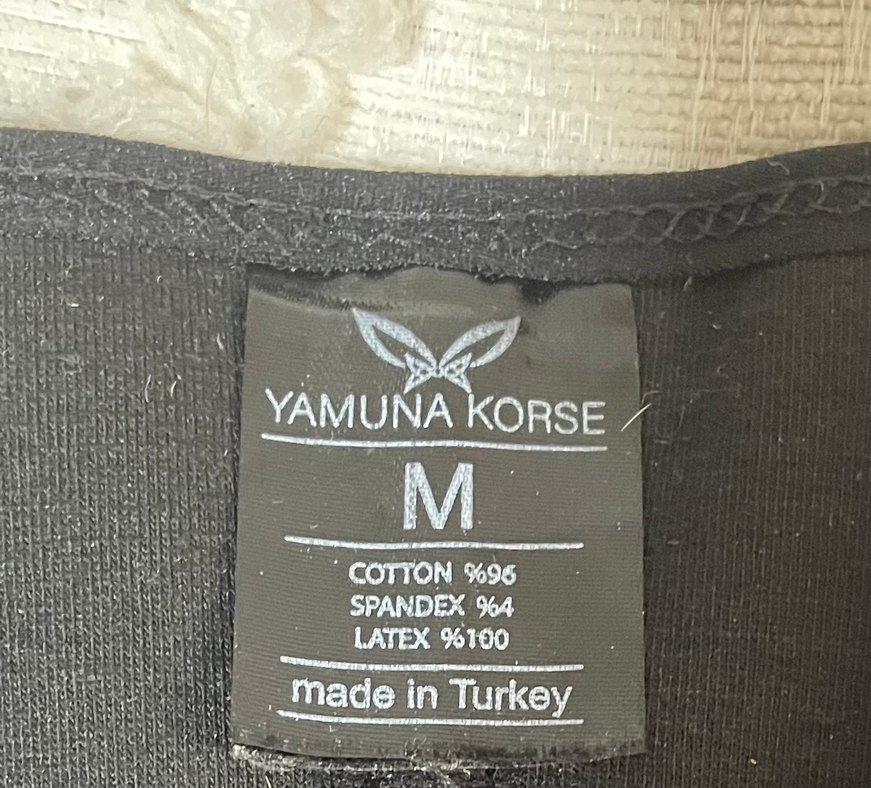 YAMUNA KORSE
M
COTTON %96
SPANDEX %4
LATEX %100
made in Turkey